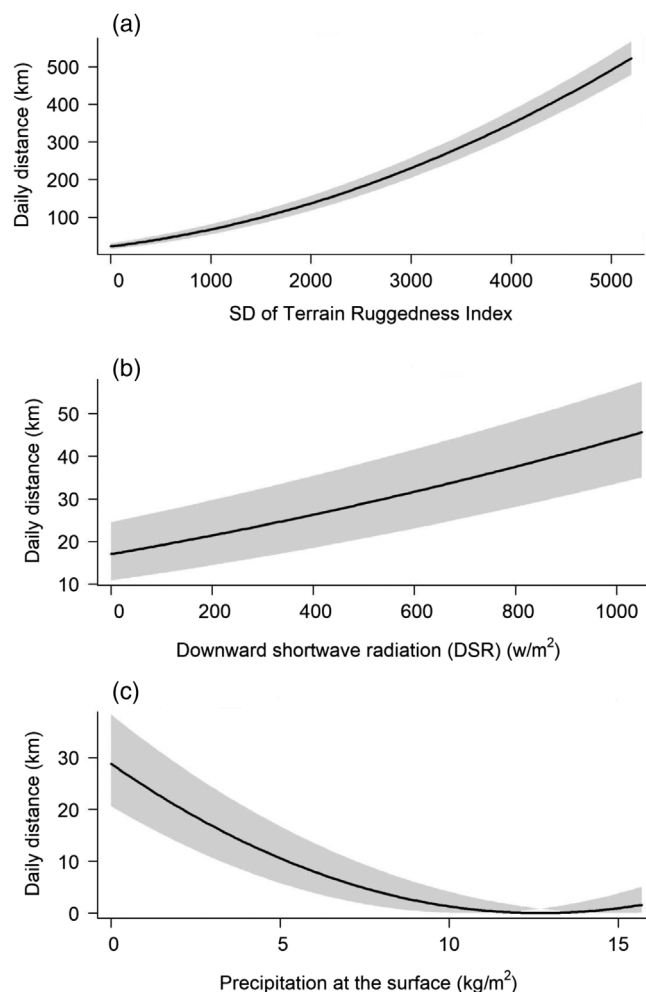 (a)
Daily distance (km)
500
400
300
200
100
0 1000 2000 3000 4000 5000
SD of Terrain Ruggedness Index
(b)
Daily distance (km)
50
40
30
20
10
0 200 400 600 800 1000
Downward shortwave radiation (DSR) (w/m²)
(c)
Daily distance (km)
30
20
10
0
0 5 10 15
Precipitation at the surface (kg/m²)